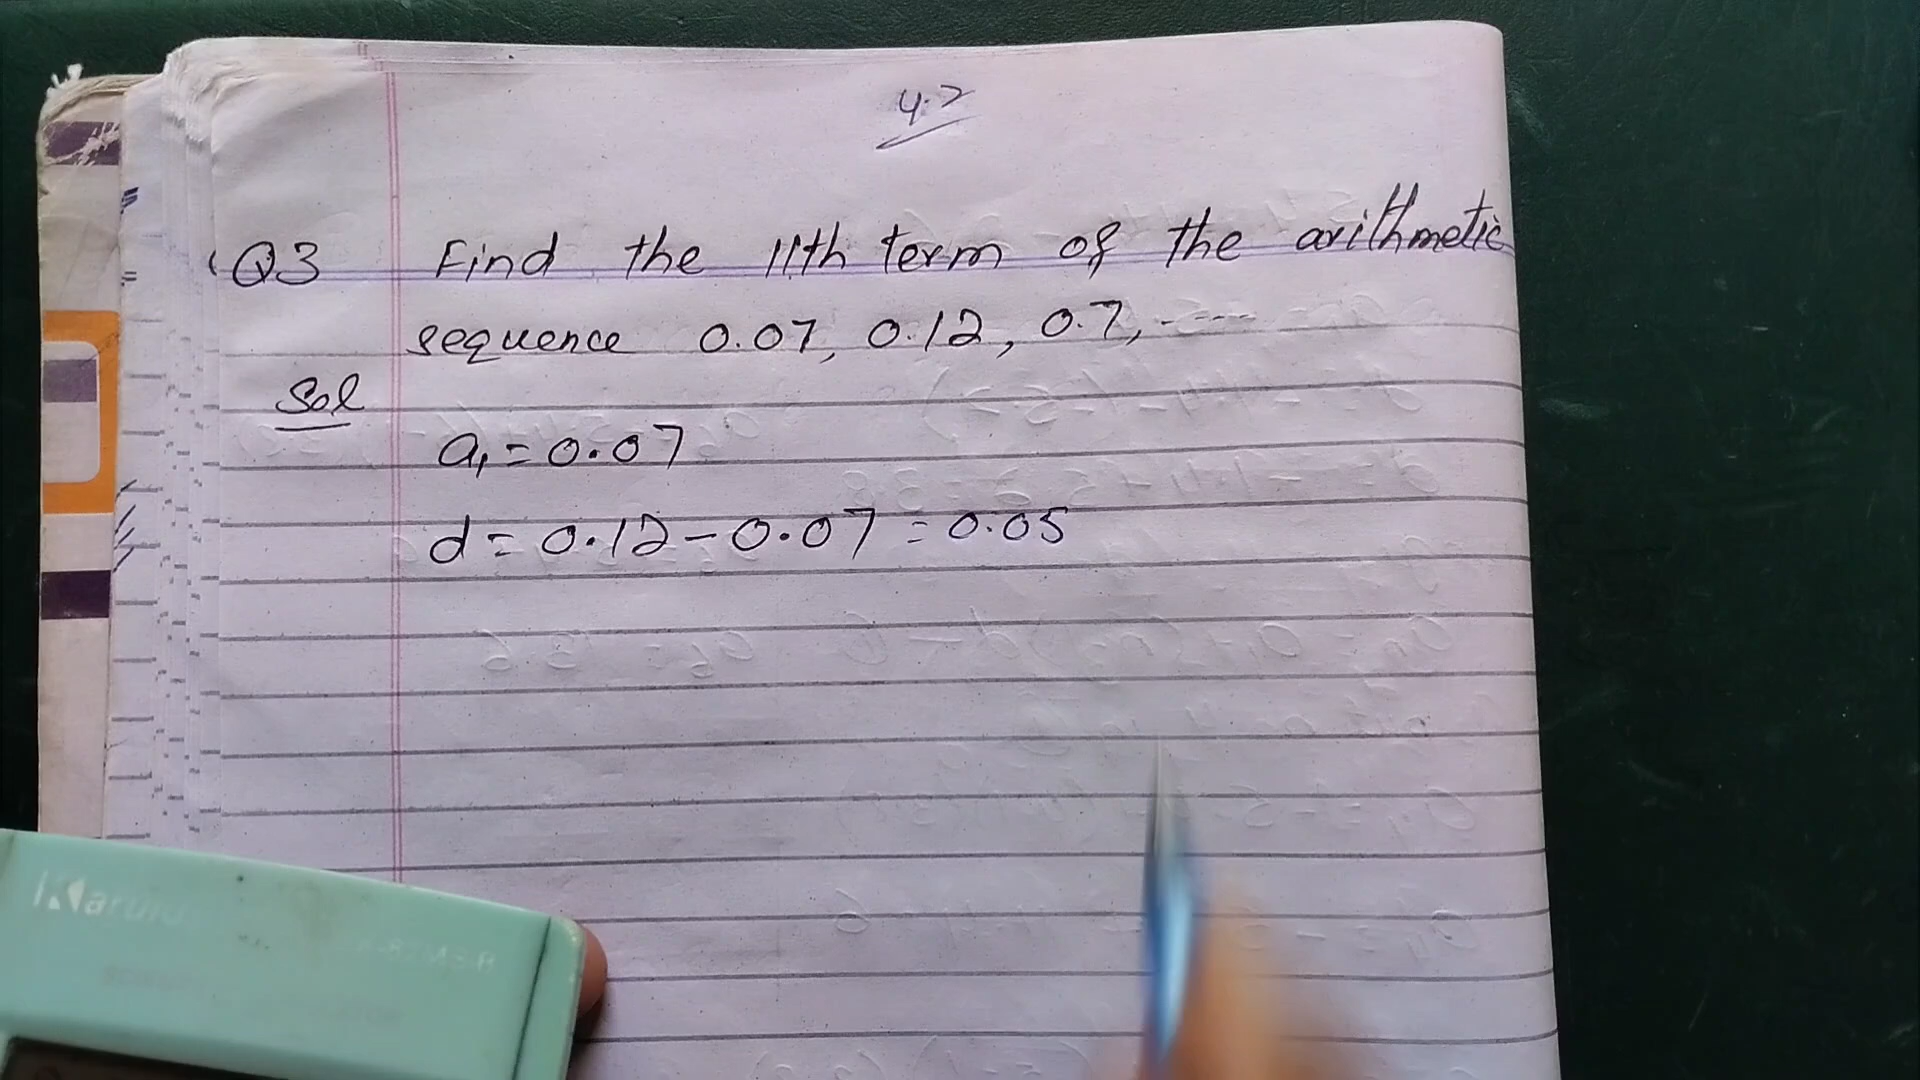 4.2
Q3 Find the 11th term of the arithmetic
sequence 0.07, 0.12, 0.7, ----
Sol
a₁ = 0.07
d = 0.12 - 0.07 = 0.05